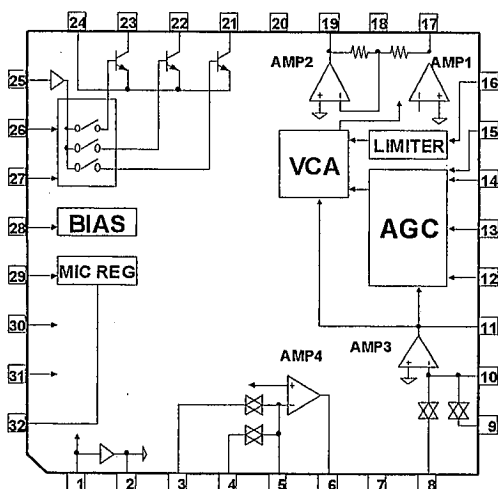 24 23 22 21 20 19 18 17
AMP2 AMP1
25
16
26
15
VCA LIMITER
27
14
AGC
28 BIAS
13
29 MIC REG
12
30
11
AMP3
31
AMP4
10
32
9
+ -
+ -
+ -
+
-
1 2 3 4 5 6 7 8